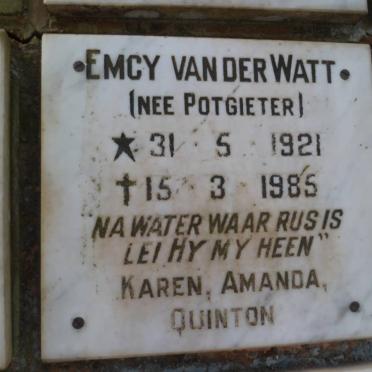 EMCY VAN DER WATT
(NEE POTGIETER)
★ 31 5 1921
✝ 15 3 1985
NA WATER WAAR RUS IS
LEI HY MY HEEN"
KAREN, AMANDA,
QUINTON